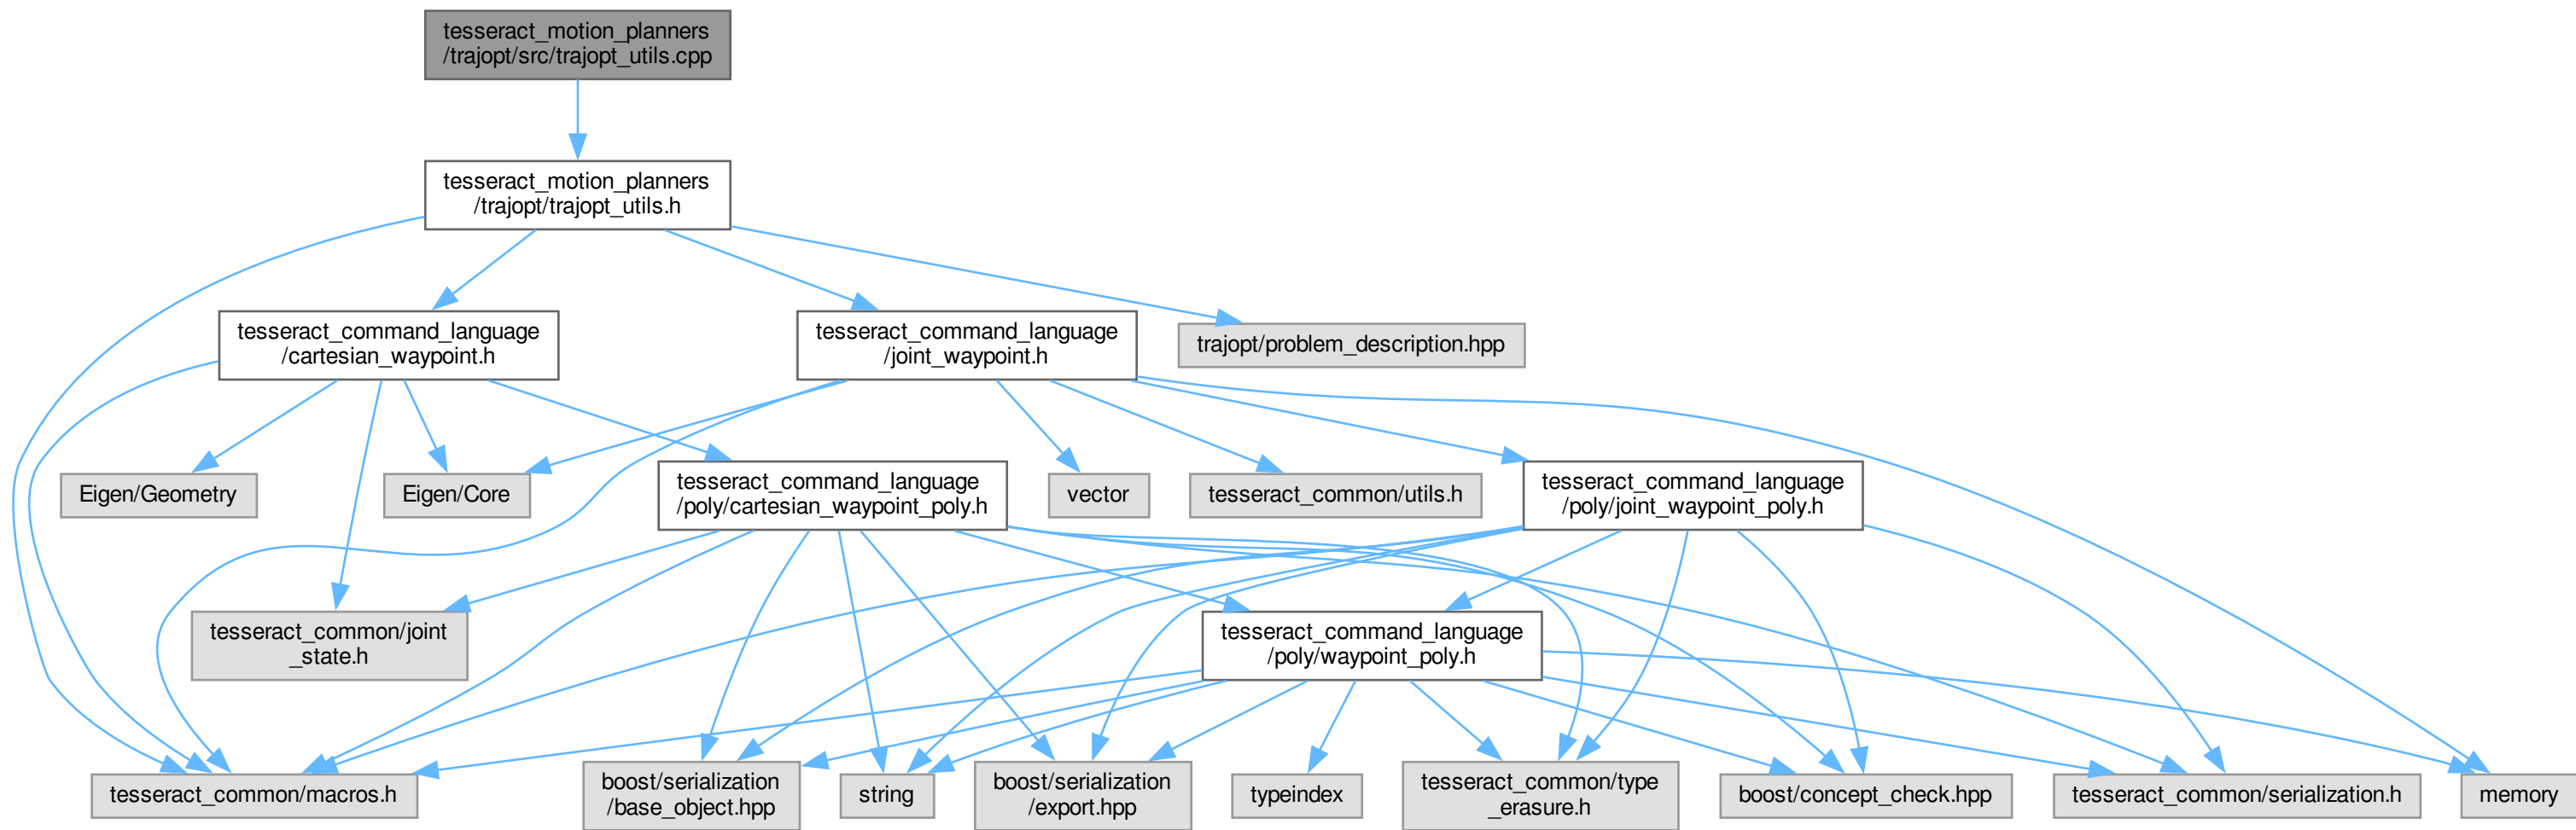 tesseract_motion_planners
/trajopt/src/trajopt_utils.cpp
tesseract_motion_planners
/trajopt/trajopt_utils.h
tesseract_command_language
/cartesian_waypoint.h
tesseract_command_language
/joint_waypoint.h
trajopt/problem_description.hpp
Eigen/Geometry
Eigen/Core
tesseract_command_language
/poly/cartesian_waypoint_poly.h
vector
tesseract_common/utils.h
tesseract_command_language
/poly/joint_waypoint_poly.h
tesseract_common/joint
_state.h
tesseract_command_language
/poly/waypoint_poly.h
tesseract_common/macros.h
boost/serialization
/base_object.hpp
string
boost/serialization
/export.hpp
typeindex
tesseract_common/type
_erasure.h
boost/concept_check.hpp
tesseract_common/serialization.h
memory